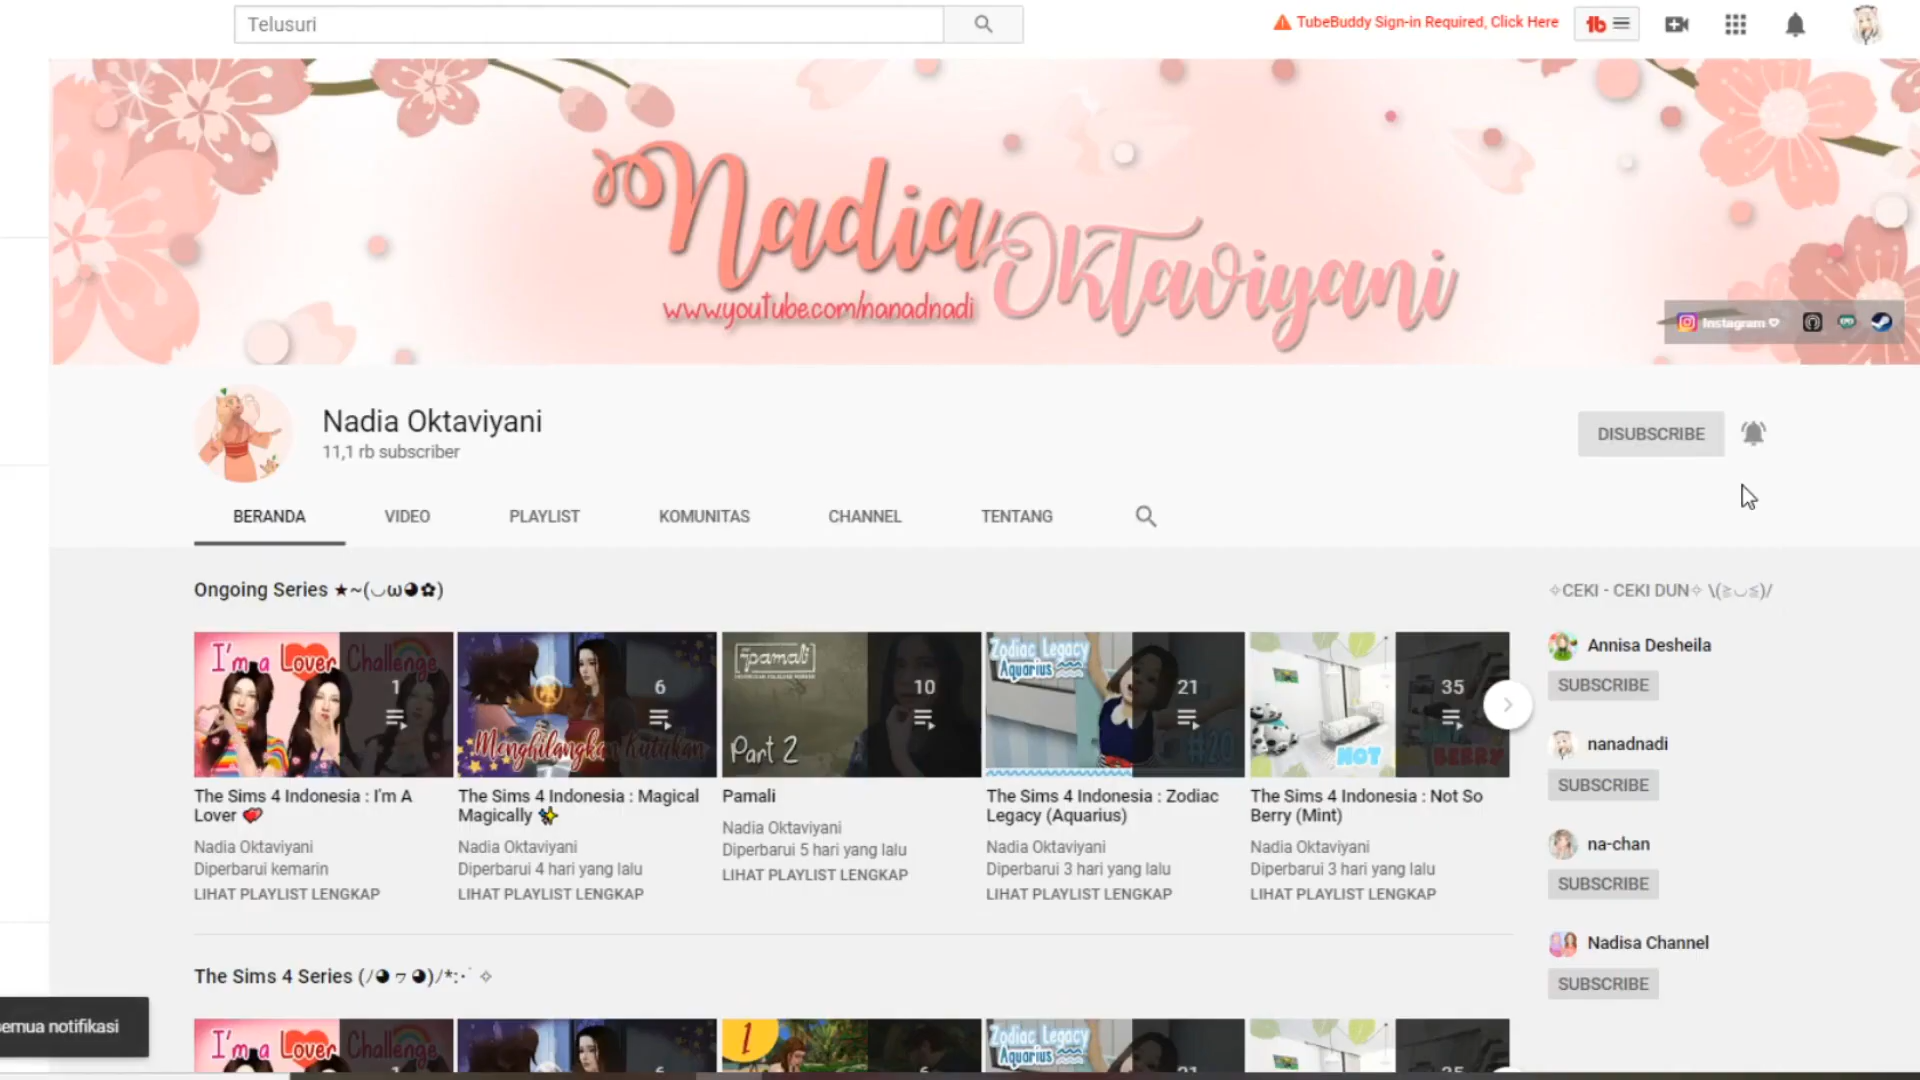 Telusuri
TubeBuddy Sign-in Required, Click Here
Nadia
Oktaviyani
www.youtube.com/nanadnadi
Instagram ♡
Nadia Oktaviyani
11,1 rb subscriber
DISUBSCRIBE
BERANDA
VIDEO
PLAYLIST
KOMUNITAS
CHANNEL
TENTANG
Ongoing Series ★~(◡ω◕✿)
I'm a Lover Challenge
1
Menghilangkan Kutukan
6
pamali
Part 2
10
Zodiac Legacy
Aquarius
#20
21
NOT
BERRY
35
The Sims 4 Indonesia : I'm A
Lover 💝
Nadia Oktaviyani
Diperbarui kemarin
LIHAT PLAYLIST LENGKAP
The Sims 4 Indonesia : Magical
Magically ✨
Nadia Oktaviyani
Diperbarui 4 hari yang lalu
LIHAT PLAYLIST LENGKAP
Pamali
Nadia Oktaviyani
Diperbarui 5 hari yang lalu
LIHAT PLAYLIST LENGKAP
The Sims 4 Indonesia : Zodiac
Legacy (Aquarius)
Nadia Oktaviyani
Diperbarui 3 hari yang lalu
LIHAT PLAYLIST LENGKAP
The Sims 4 Indonesia : Not So
Berry (Mint)
Nadia Oktaviyani
Diperbarui 3 hari yang lalu
LIHAT PLAYLIST LENGKAP
✧CEKI - CEKI DUN✧ \(≧◡≦)/
Annisa Desheila
SUBSCRIBE
nanadnadi
SUBSCRIBE
na-chan
SUBSCRIBE
Nadisa Channel
SUBSCRIBE
The Sims 4 Series (/◕ヮ◕)/*:･ﾟ✧
semua notifikasi
I'm a Lover Challenge
1
Zodiac Legacy
Aquarius